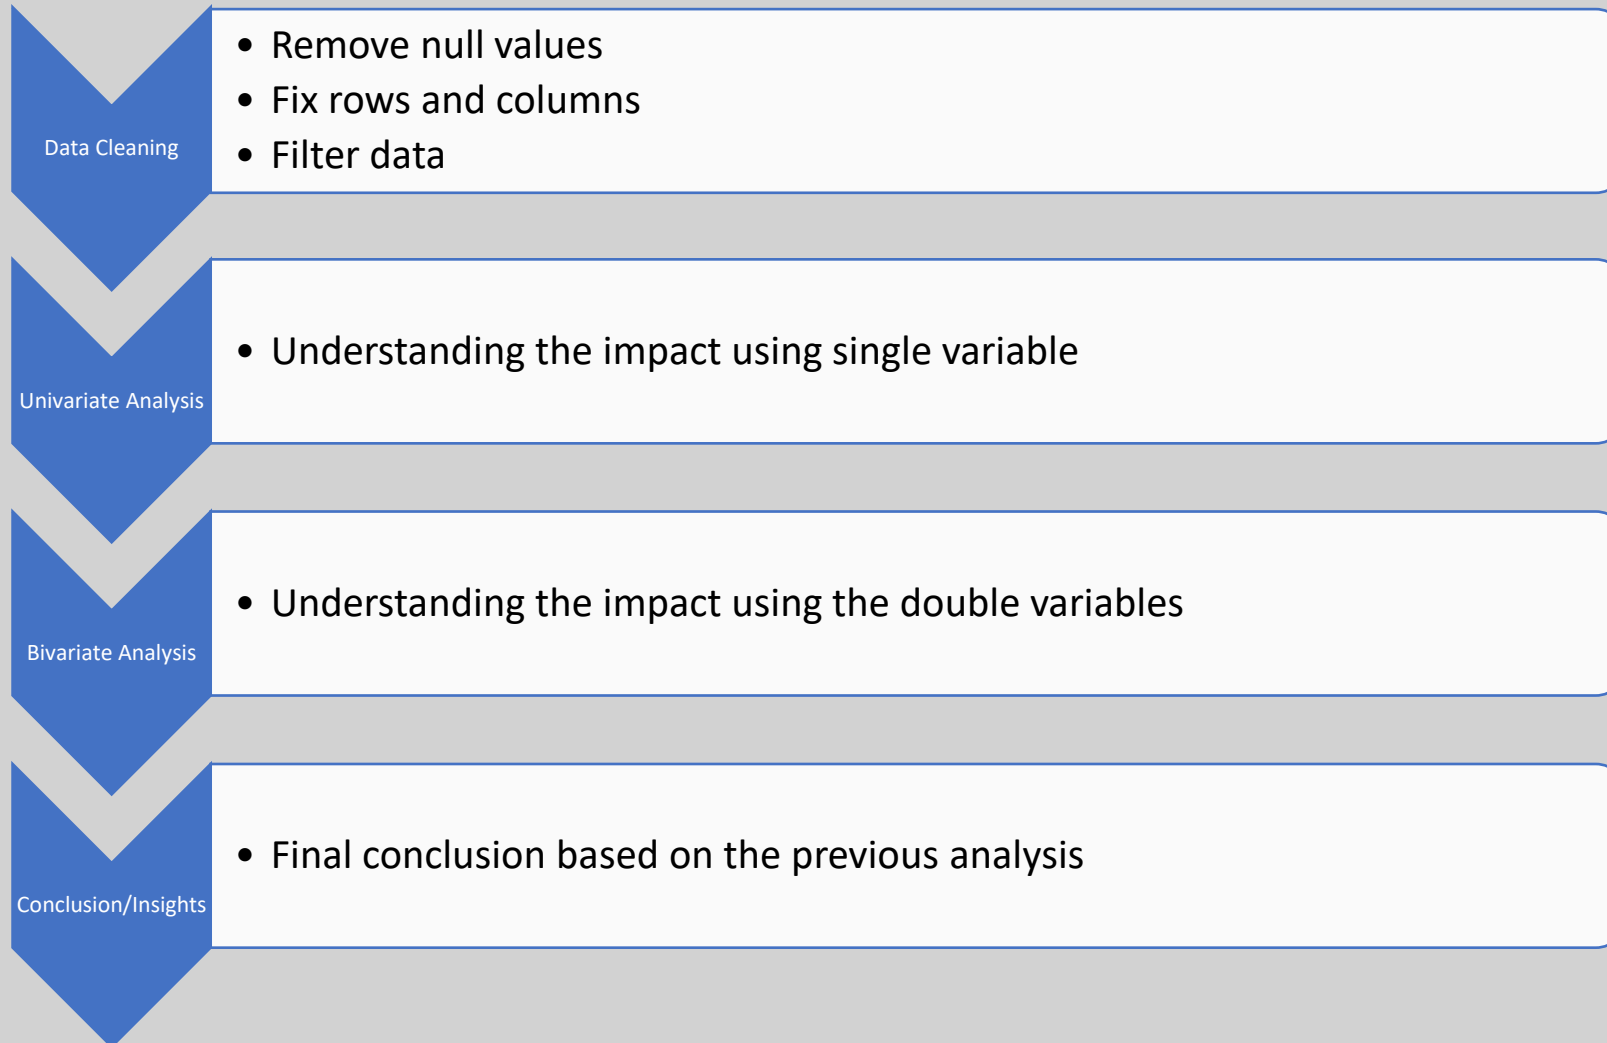 Data Cleaning
• Remove null values
• Fix rows and columns
• Filter data
Univariate Analysis
• Understanding the impact using single variable
Bivariate Analysis
• Understanding the impact using the double variables
Conclusion/Insights
• Final conclusion based on the previous analysis